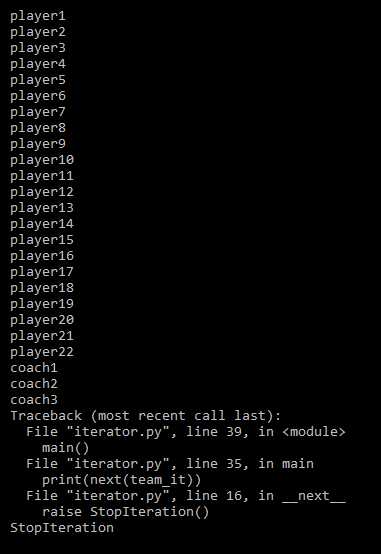 player1
player2
player3
player4
player5
player6
player7
player8
player9
player10
player11
player12
player13
player14
player15
player16
player17
player18
player19
player20
player21
player22
coach1
coach2
coach3
Traceback (most recent call last):
  File "iterator.py", line 39, in <module>
    main()
  File "iterator.py", line 35, in main
    print(next(team_it))
  File "iterator.py", line 16, in __next__
    raise StopIteration()
StopIteration